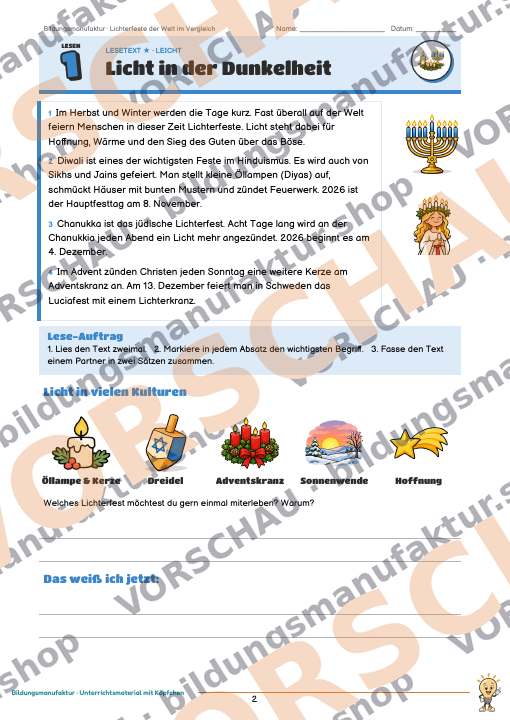 Bildungsmanufaktur · Lichterfeste der Welt im Vergleich Name: Datum:
LESEN
1
LESETEXT ★ · LEICHT
Licht in der Dunkelheit
1 Im Herbst und Winter werden die Tage kurz. Fast überall auf der Welt
feiern Menschen in dieser Zeit Lichterfeste. Licht steht dabei für
Hoffnung, Wärme und den Sieg des Guten über das Böse.
2 Diwali ist eines der wichtigsten Feste im Hinduismus. Es wird auch von
Sikhs und Jains gefeiert. Man stellt kleine Öllampen (Diyas) auf,
schmückt Häuser mit bunten Mustern und zündet Feuerwerk. 2026 ist
der Hauptfesttag am 8. November.
3 Chanukka ist das jüdische Lichterfest. Acht Tage lang wird an der
Chanukkia jeden Abend ein Licht mehr angezündet. 2026 beginnt es am
4. Dezember.
4 Im Advent zünden Christen jeden Sonntag eine weitere Kerze am
Adventskranz an. Am 13. Dezember feiert man in Schweden das
Luciafest mit einem Lichterkranz.
Lese-Auftrag
1. Lies den Text zweimal. 2. Markiere in jedem Absatz den wichtigsten Begriff. 3. Fasse den Text
einem Partner in zwei Sätzen zusammen.
Licht in vielen Kulturen
Öllampe & Kerze Dreidel Adventskranz Sonnenwende Hoffnung
Welches Lichterfest möchtest du gern einmal miterleben? Warum?
Das weiß ich jetzt:
Bildungsmanufaktur · Unterrichtsmaterial mit Köpfchen
2
VORSCHAU
VORSCHAU · bildungsmanufaktur.shop